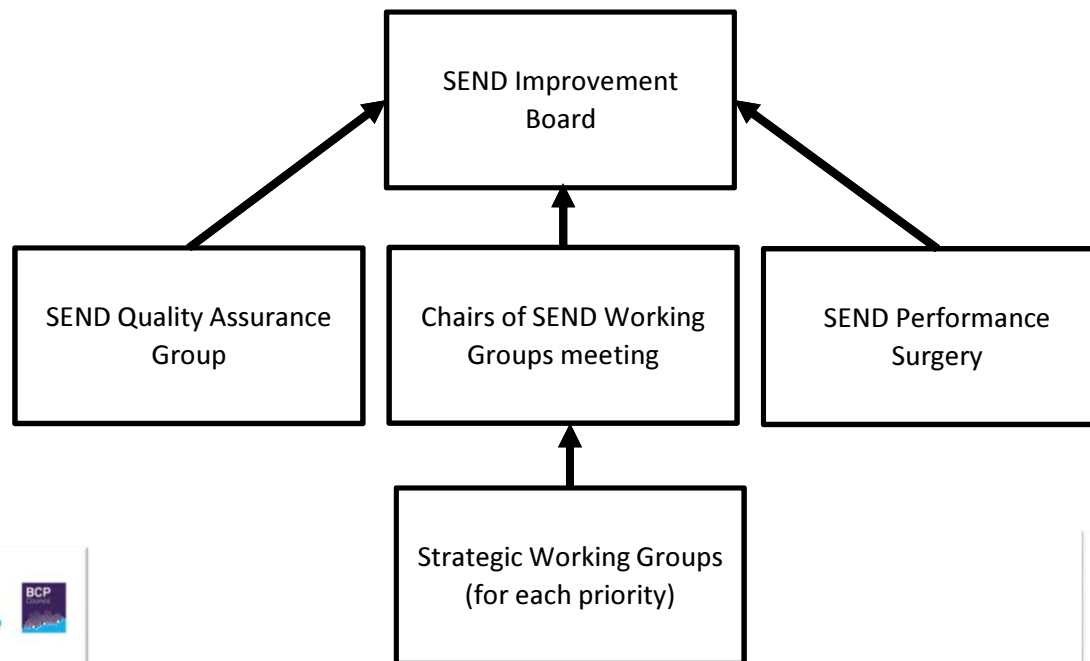 SEND Improvement
Board
SEND Quality Assurance
Group
Chairs of SEND Working
Groups meeting
SEND Performance
Surgery
Strategic Working Groups
(for each priority)
BCP
Council